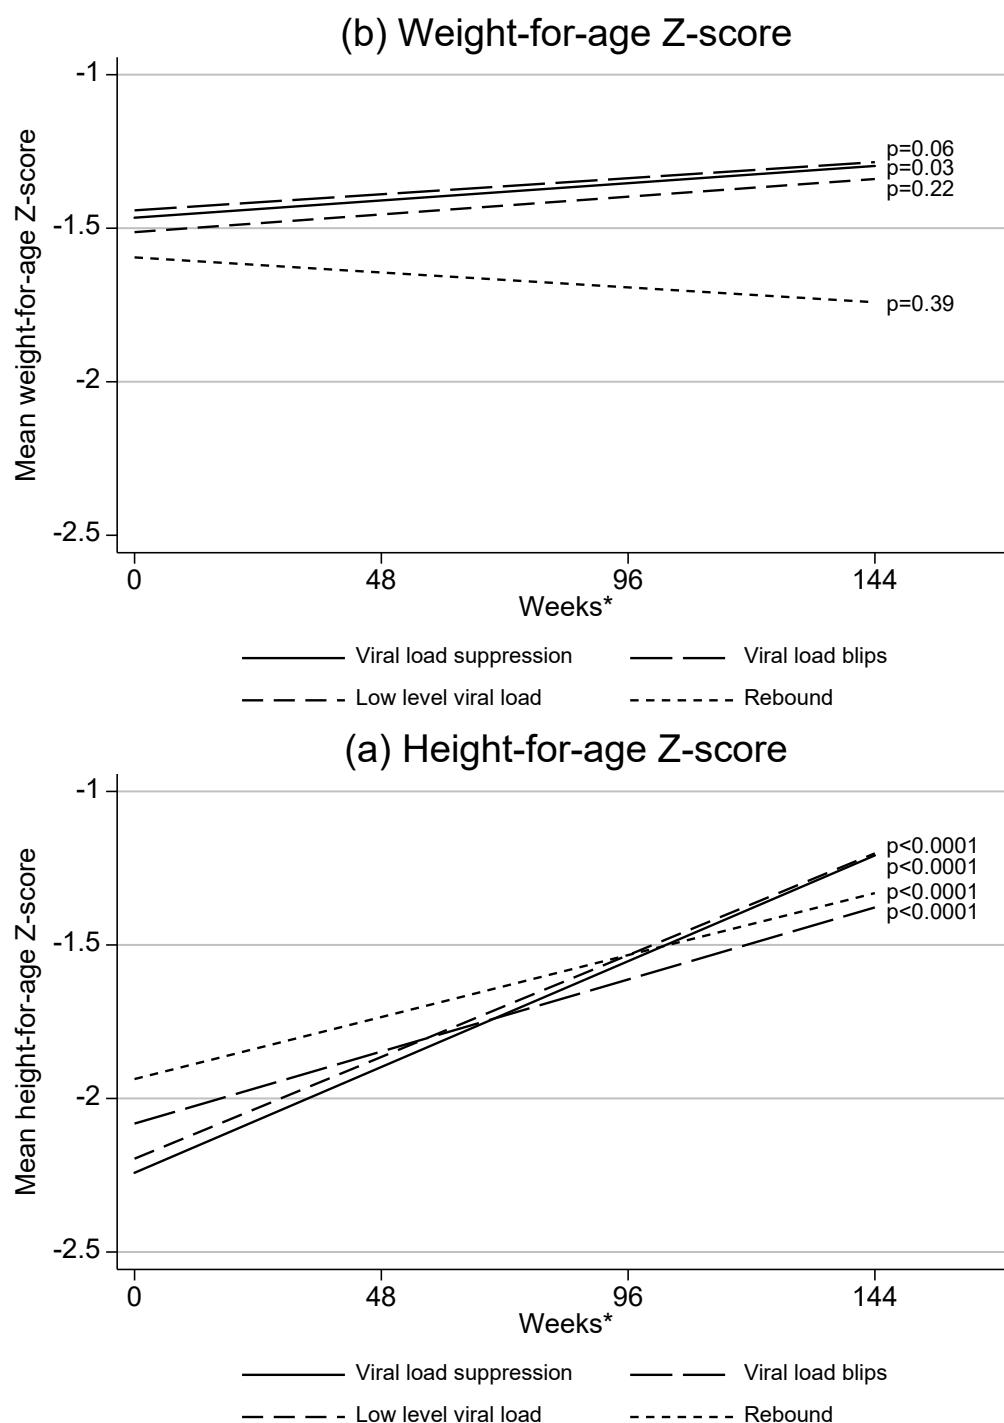 (b) Weight-for-age Z-score
Mean weight-for-age Z-score
-1
-1.5
-2
-2.5
p=0.06
p=0.03
p=0.22
p=0.39
0 48 96 144
Weeks*
Viral load suppression Viral load blips
Low level viral load Rebound
(a) Height-for-age Z-score
Mean height-for-age Z-score
-1
-1.5
-2
-2.5
p<0.0001
p<0.0001
p<0.0001
p<0.0001
0 48 96 144
Weeks*
Viral load suppression Viral load blips
Low level viral load Rebound